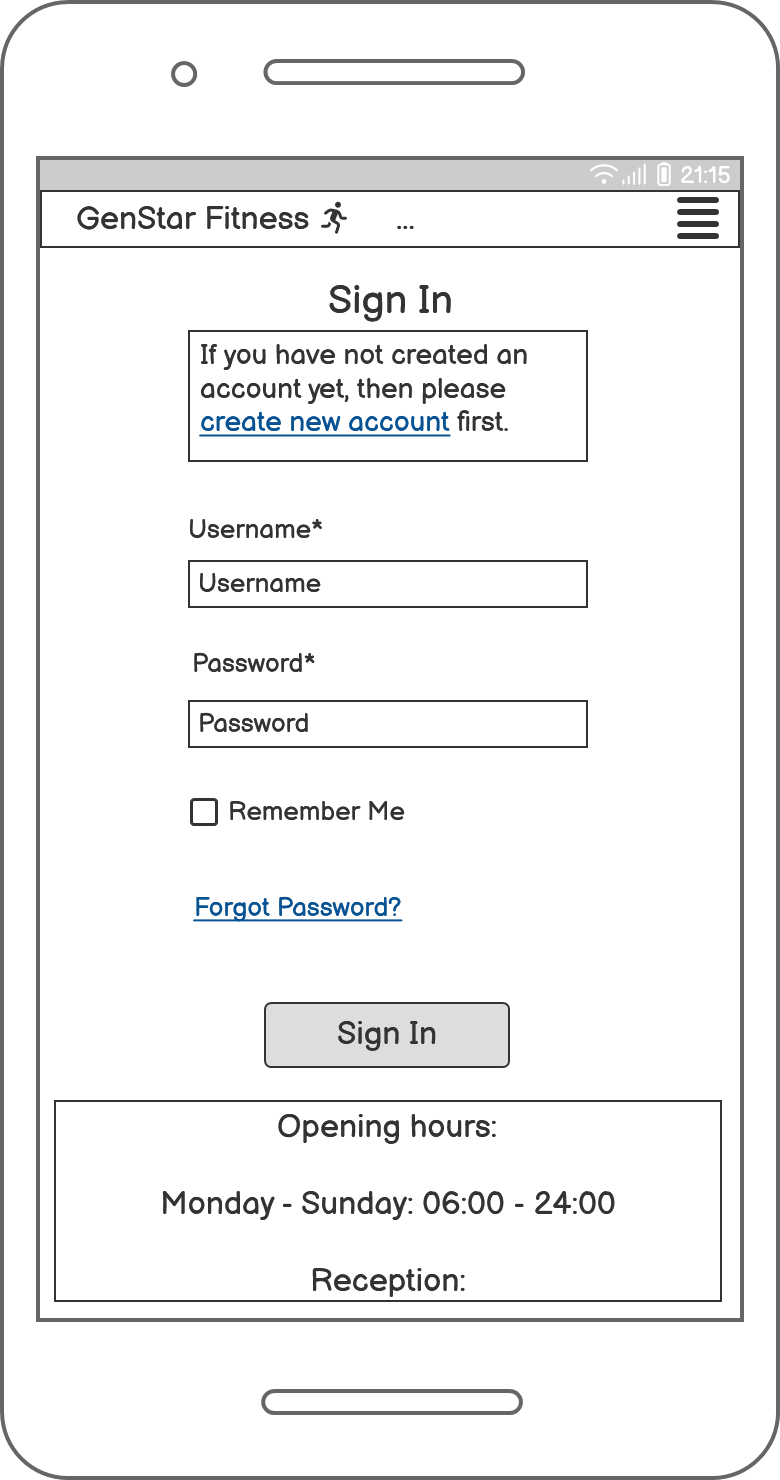 21:15
GenStar Fitness ...
Sign In
If you have not created an
account yet, then please
create new account first.
Username*
Username
Password*
Password
Remember Me
Forgot Password?
Sign In
Opening hours:
Monday - Sunday: 06:00 - 24:00
Reception: